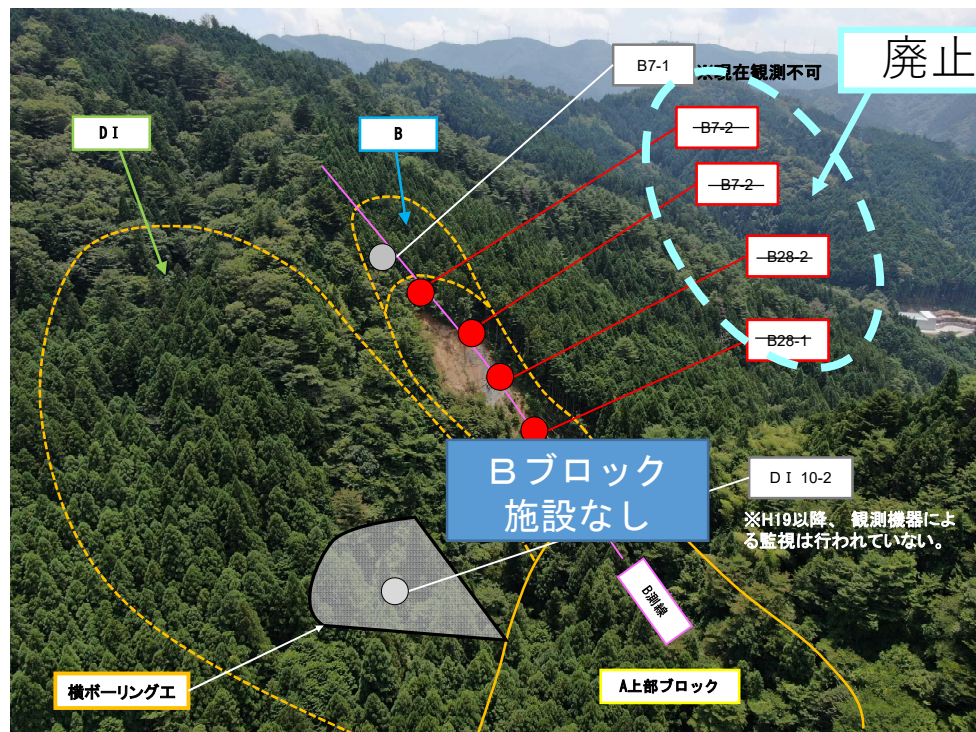 B7-1
※現在観測不可
廃止
DⅠ
B
B7-2
B7-2
B28-2
B28-1
Bブロック
施設なし
DⅠ 10-2
※H19以降、 観測機器によ
る監視は行われていない。
B測線
横ボーリング工
A上部ブロック